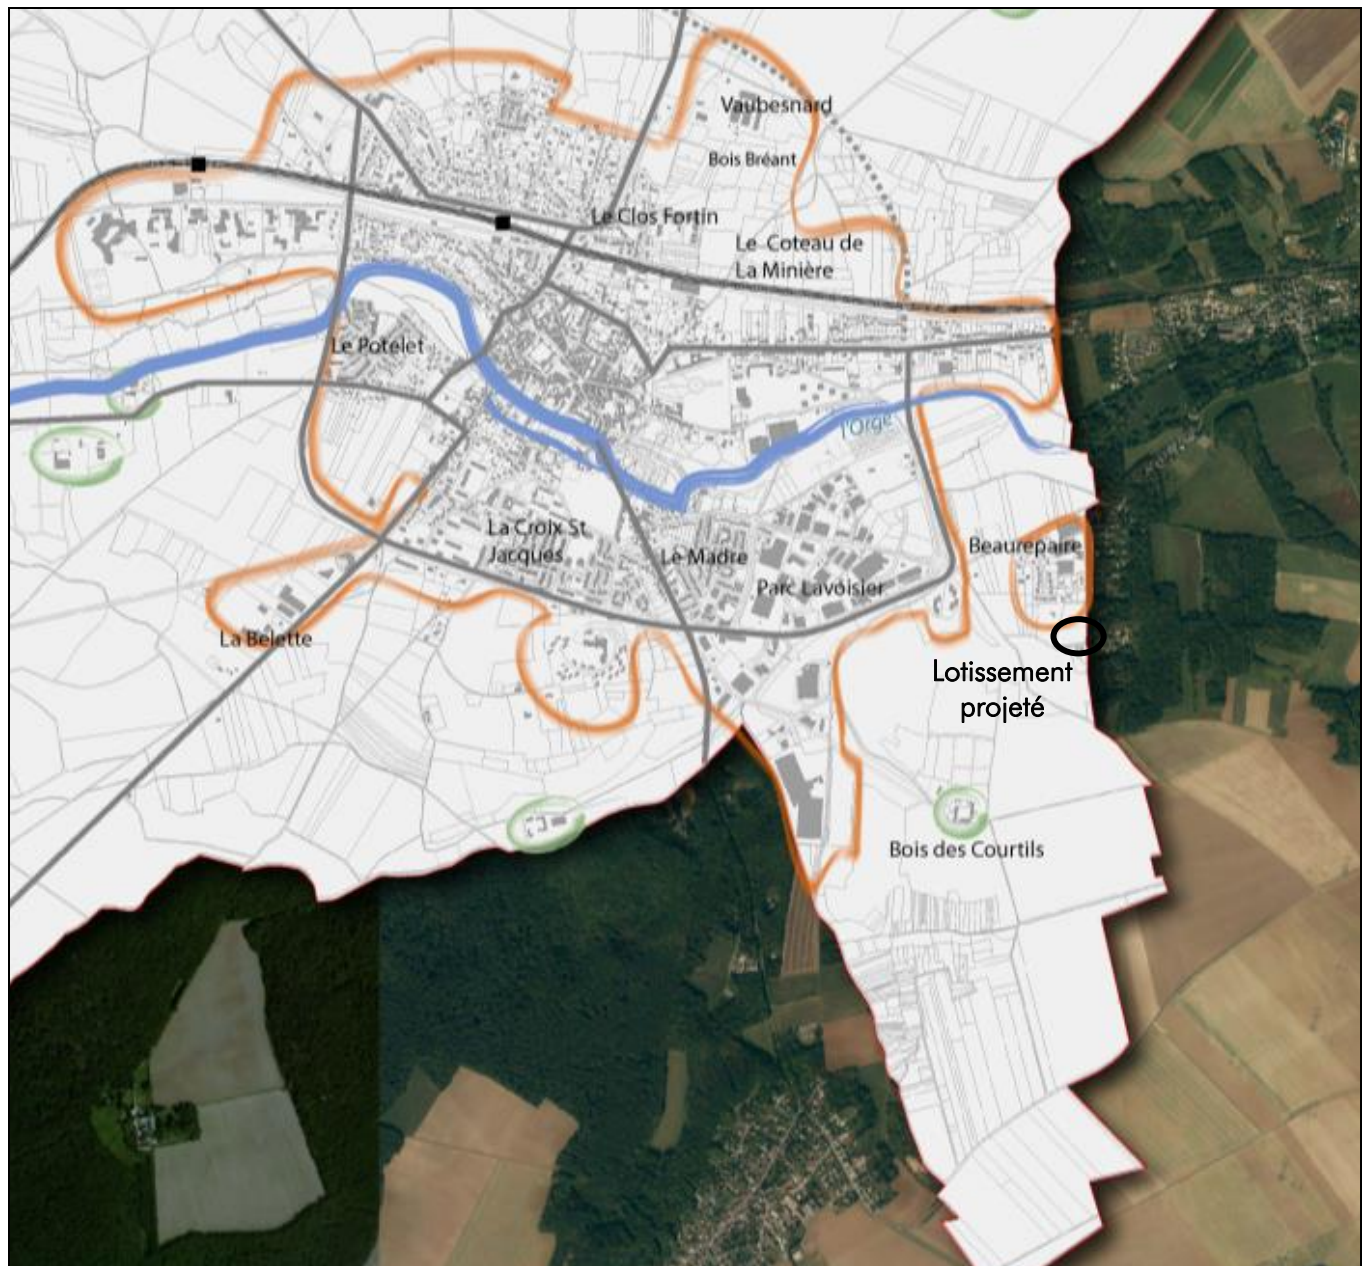 Vaubesnard
Bois Bréant
Le Clos Fortin
Le Coteau de
La Minière
Le Potelet
l'Orge
La Croix St
Jacques
Le Madre
Beaurepaire
Parc Lavoisier
La Belette
Lotissement
projeté
Bois des Courtils